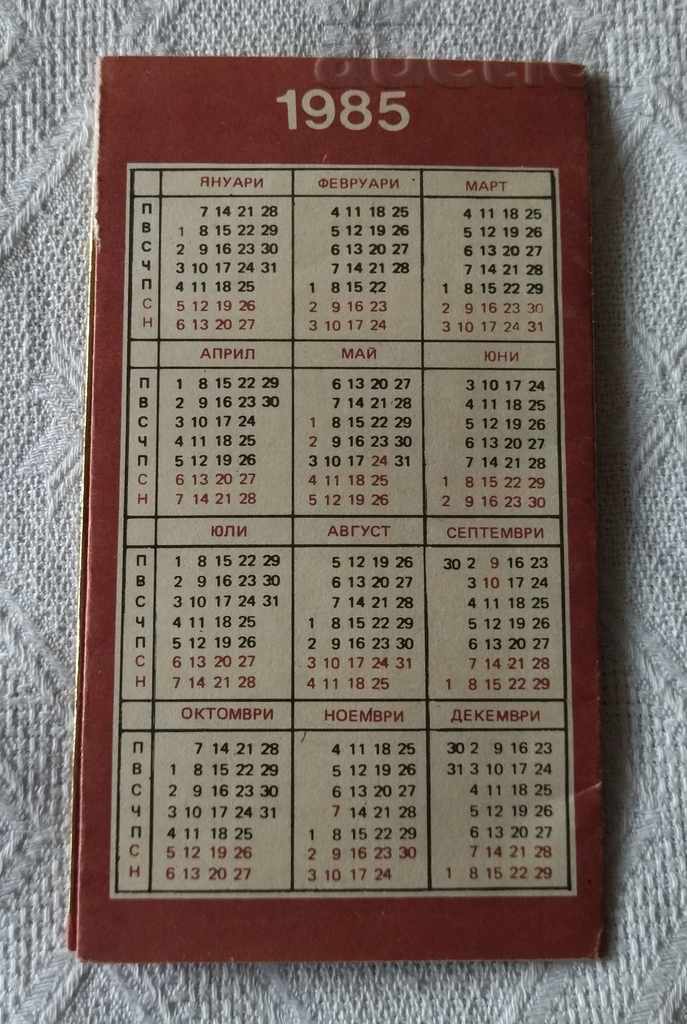 auction
1985
ЯНУАРИ ФЕВРУАРИ МАРТ
П 7 14 21 28 4 11 18 25 4 11 18 25
В 1 8 15 22 29 5 12 19 26 5 12 19 26
С 2 9 16 23 30 6 13 20 27 6 13 20 27
Ч 3 10 17 24 31 7 14 21 28 7 14 21 28
П 4 11 18 25 1 8 15 22 1 8 15 22 29
С 5 12 19 26 2 9 16 23 2 9 16 23 30
Н 6 13 20 27 3 10 17 24 3 10 17 24 31
АПРИЛ МАЙ ЮНИ
П 1 8 15 22 29 6 13 20 27 3 10 17 24
В 2 9 16 23 30 7 14 21 28 4 11 18 25
С 3 10 17 24 1 8 15 22 29 5 12 19 26
Ч 4 11 18 25 2 9 16 23 30 6 13 20 27
П 5 12 19 26 3 10 17 24 31 7 14 21 28
С 6 13 20 27 4 11 18 25 1 8 15 22 29
Н 7 14 21 28 5 12 19 26 2 9 16 23 30
ЮЛИ АВГУСТ СЕПТЕМВРИ
П 1 8 15 22 29 5 12 19 26 30 2 9 16 23
В 2 9 16 23 30 6 13 20 27 3 10 17 24
С 3 10 17 24 31 7 14 21 28 4 11 18 25
Ч 4 11 18 25 1 8 15 22 29 5 12 19 26
П 5 12 19 26 2 9 16 23 30 6 13 20 27
С 6 13 20 27 3 10 17 24 31 7 14 21 28
Н 7 14 21 28 4 11 18 25 1 8 15 22 29
ОКТОМВРИ НОЕМВРИ ДЕКЕМВРИ
П 7 14 21 28 4 11 18 25 30 2 9 16 23
В 1 8 15 22 29 5 12 19 26 31 3 10 17 24
С 2 9 16 23 30 6 13 20 27 4 11 18 25
Ч 3 10 17 24 31 7 14 21 28 5 12 19 26
П 4 11 18 25 1 8 15 22 29 6 13 20 27
С 5 12 19 26 2 9 16 23 30 7 14 21 28
Н 6 13 20 27 3 10 17 24 1 8 15 22 29